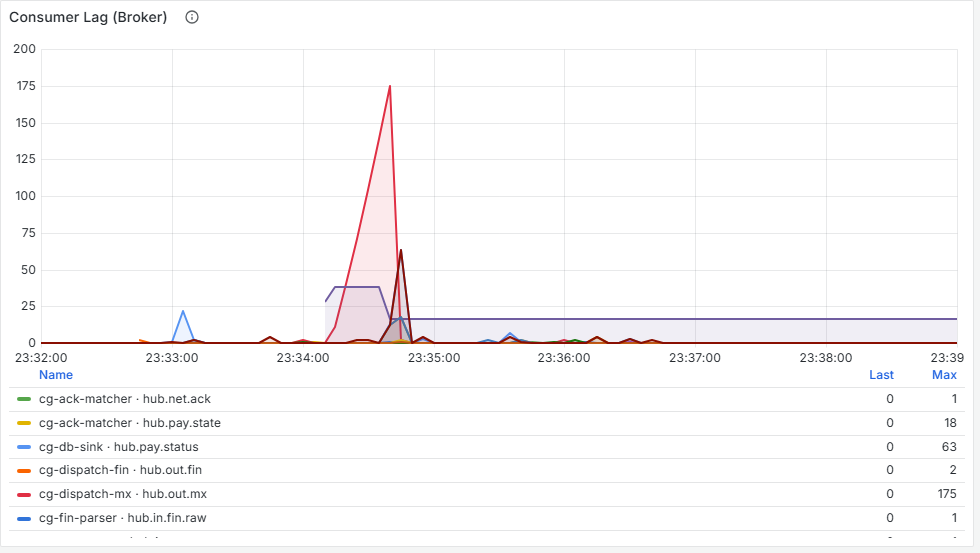 Consumer Lag (Broker)
200
175
150
125
100
75
50
25
0
23:32:00 23:33:00 23:34:00 23:35:00 23:36:00 23:37:00 23:38:00 23:39
Name Last Max
cg-ack-matcher · hub.net.ack 0 1
cg-ack-matcher · hub.pay.state 0 18
cg-db-sink · hub.pay.status 0 63
cg-dispatch-fin · hub.out.fin 0 2
cg-dispatch-mx · hub.out.mx 0 175
cg-fin-parser · hub.in.fin.raw 0 1